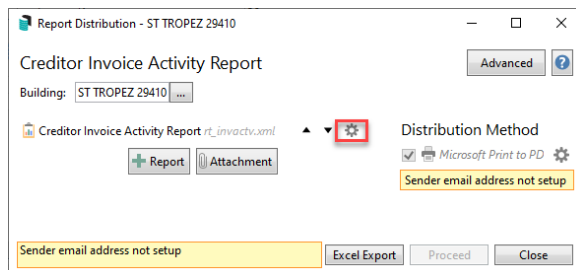 Report Distribution - ST TROPEZ 29410
Creditor Invoice Activity Report
Advanced
?
Building: ST TROPEZ 29410 ...
Creditor Invoice Activity Report rt_invactv.xml
Distribution Method
Report Attachment
Microsoft Print to PD
Sender email address not setup
Sender email address not setup
Excel Export Proceed Close